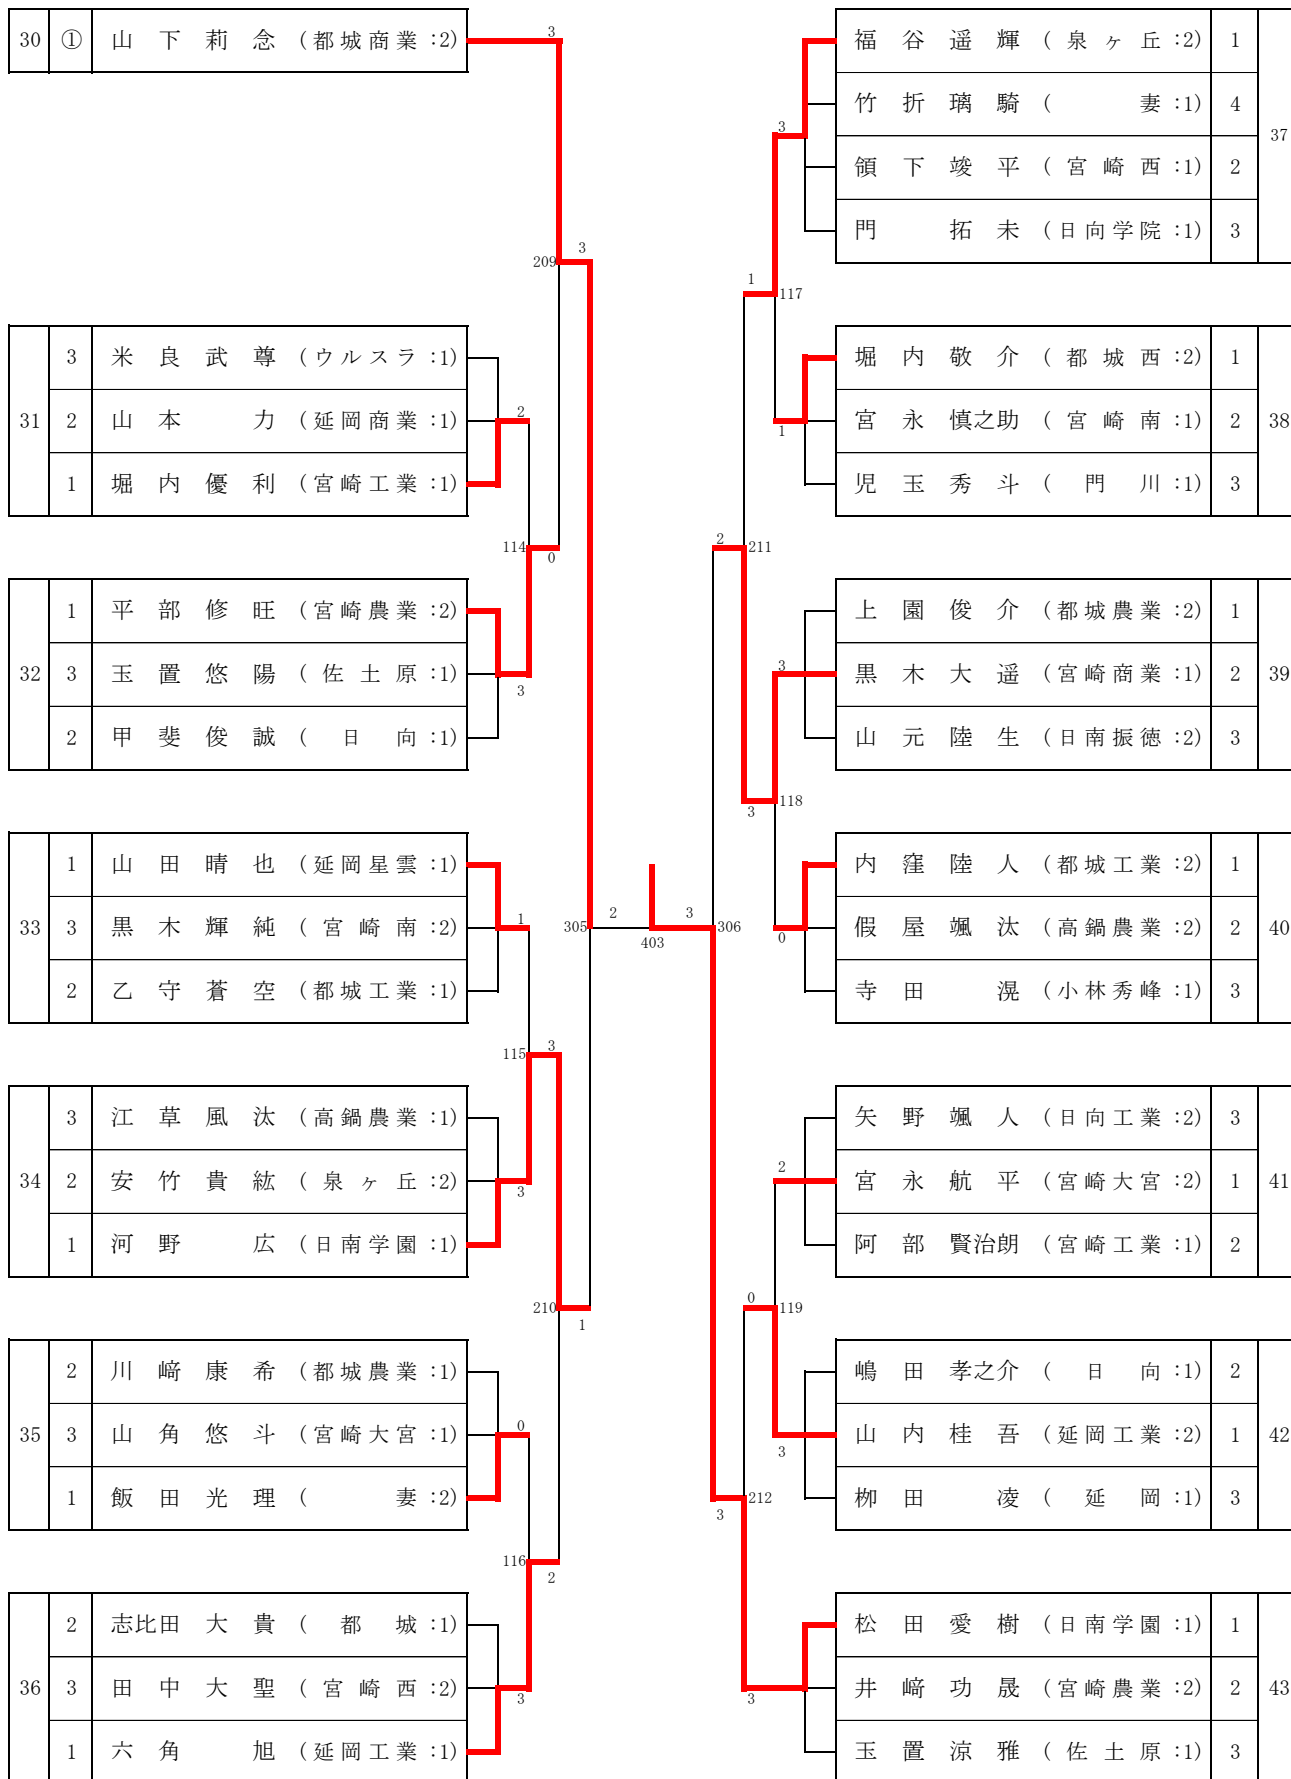 30 ① 山下莉念 (都城商業:2)
31
3 米良武尊 (ウルスラ:1)
2 山本 力 (延岡商業:1)
1 堀内優利 (宮崎工業:1)
32
1 平部修旺 (宮崎農業:2)
3 玉置悠陽 (佐土原:1)
2 甲斐俊誠 (日 向:1)
33
1 山田晴也 (延岡星雲:1)
3 黒木輝純 (宮崎南:2)
2 乙守蒼空 (都城工業:1)
34
3 江草風汰 (高鍋農業:1)
2 安竹貴紘 (泉ヶ丘:2)
1 河野 広 (日南学園:1)
35
2 川﨑康希 (都城農業:1)
3 山角悠斗 (宮崎大宮:1)
1 飯田光理 (妻:2)
36
2 志比田大貴 (都 城:1)
3 田中大聖 (宮崎西:2)
1 六角 旭 (延岡工業:1)
3
209
3
2
114
0
3
1
305
115
3
3
210
1
0
116
2
3
2
403
3
306
3
1
117
1
2
211
3
3
118
0
2
0
119
3
3
212
3
福谷遥輝 (泉ヶ丘:2) 1
竹折璃騎 (妻:1) 4
領下竣平 (宮崎西:1) 2
門 拓未 (日向学院:1) 3
37
堀内敬介 (都城西:2) 1
宮永慎之助 (宮崎南:1) 2
児玉秀斗 (門 川:1) 3
38
上園俊介 (都城農業:2) 1
黒木大遥 (宮崎商業:1) 2
山元陸生 (日南振徳:2) 3
39
内窪陸人 (都城工業:2) 1
假屋颯汰 (高鍋農業:2) 2
寺田 滉 (小林秀峰:1) 3
40
矢野颯人 (日向工業:2) 3
宮永航平 (宮崎大宮:2) 1
阿部賢治朗 (宮崎工業:1) 2
41
嶋田孝之介 (日 向:1) 2
山内桂吾 (延岡工業:2) 1
栁田 凌 (延 岡:1) 3
42
松田愛樹 (日南学園:1) 1
井﨑功晟 (宮崎農業:2) 2
玉置涼雅 (佐土原:1) 3
43